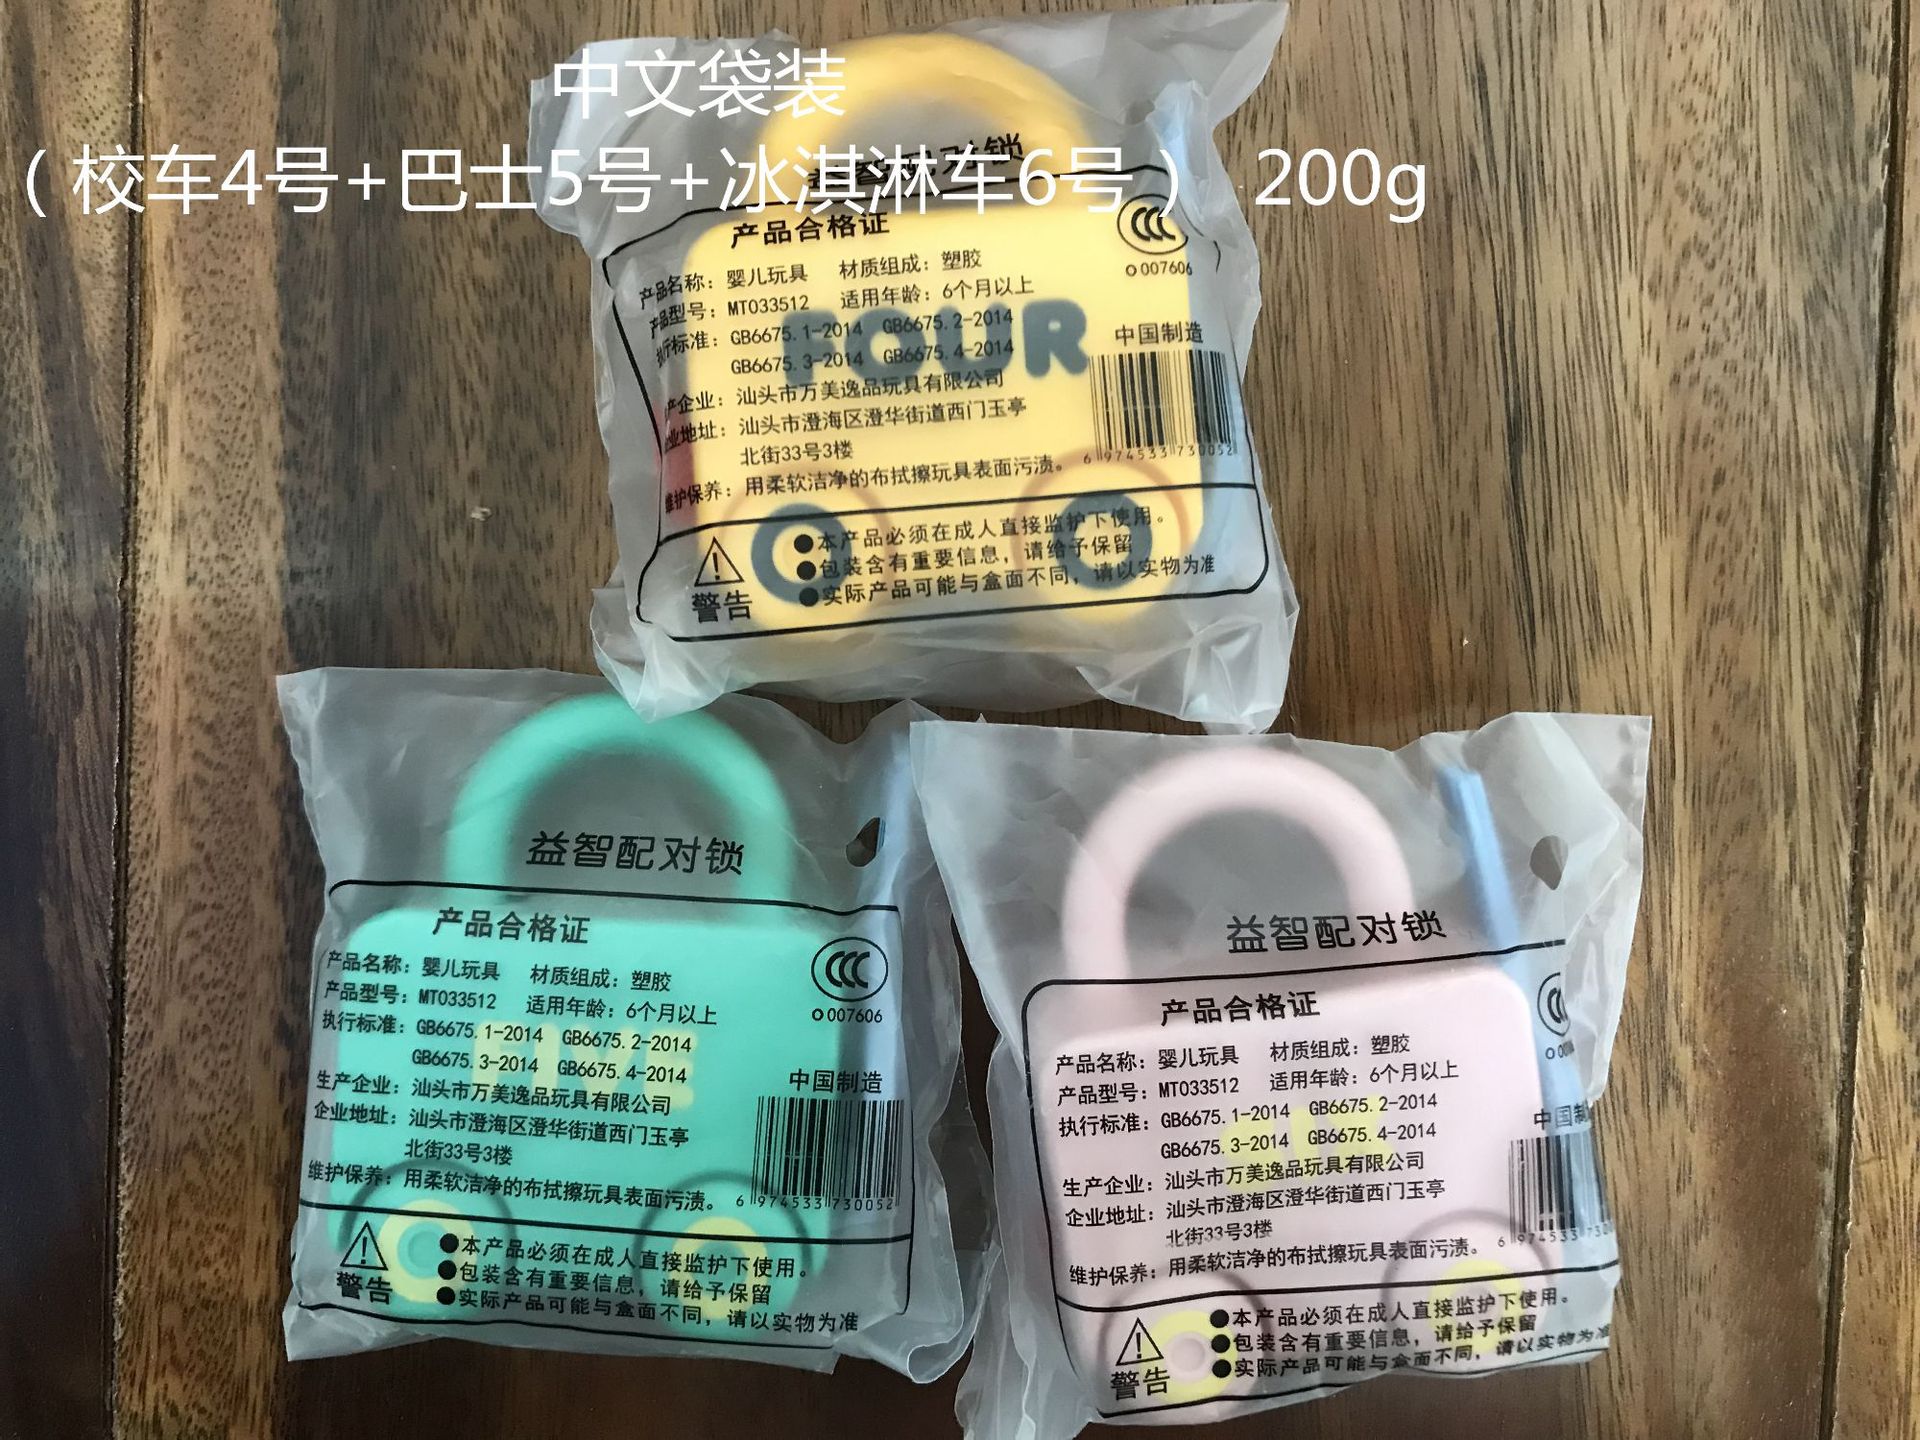 中文袋装
（校车4号+巴士5号+冰淇淋车6号） 200g
益智配对锁
产品合格证
CCC
007606
产品名称：婴儿玩具 材质组成：塑胶
产品型号：MT033512 适用年龄：6个月以上
执行标准：GB6675.1-2014 GB6675.2-2014
GB6675.3-2014 GB6675.4-2014
FOUR
中国制造
生产企业：汕头市万美逸品玩具有限公司
企业地址：汕头市澄海区澄华街道西门玉亭
北街33号3楼
6 974533 730052
维护保养：用柔软洁净的布拭擦玩具表面污渍。
警告
●本产品必须在成人直接监护下使用。
●包装含有重要信息，请给予保留
●实际产品可能与盒面不同，请以实物为准
益智配对锁
产品合格证
CCC
007606
产品名称：婴儿玩具 材质组成：塑胶
产品型号：MT033512 适用年龄：6个月以上
执行标准：GB6675.1-2014 GB6675.2-2014
GB6675.3-2014 GB6675.4-2014
中国制造
生产企业：汕头市万美逸品玩具有限公司
企业地址：汕头市澄海区澄华街道西门玉亭
北街33号3楼
维护保养：用柔软洁净的布拭擦玩具表面污渍。
6 974533 730052
警告
●本产品必须在成人直接监护下使用。
●包装含有重要信息，请给予保留
●实际产品可能与盒面不同，请以实物为准
益智配对锁
产品合格证
产品名称：婴儿玩具 材质组成：塑胶
产品型号：MT033512 适用年龄：6个月以上
执行标准：GB6675.1-2014 GB6675.2-2014
GB6675.3-2014 GB6675.4-2014
中国制
生产企业：汕头市万美逸品玩具有限公司
企业地址：汕头市澄海区澄华街道西门玉亭
北街33号3楼
维护保养：用柔软洁净的布拭擦玩具表面污渍。
6 974533 730
警告
●本产品必须在成人直接监护下使用。
●包装含有重要信息，请给予保留
●实际产品可能与盒面不同，请以实物为准